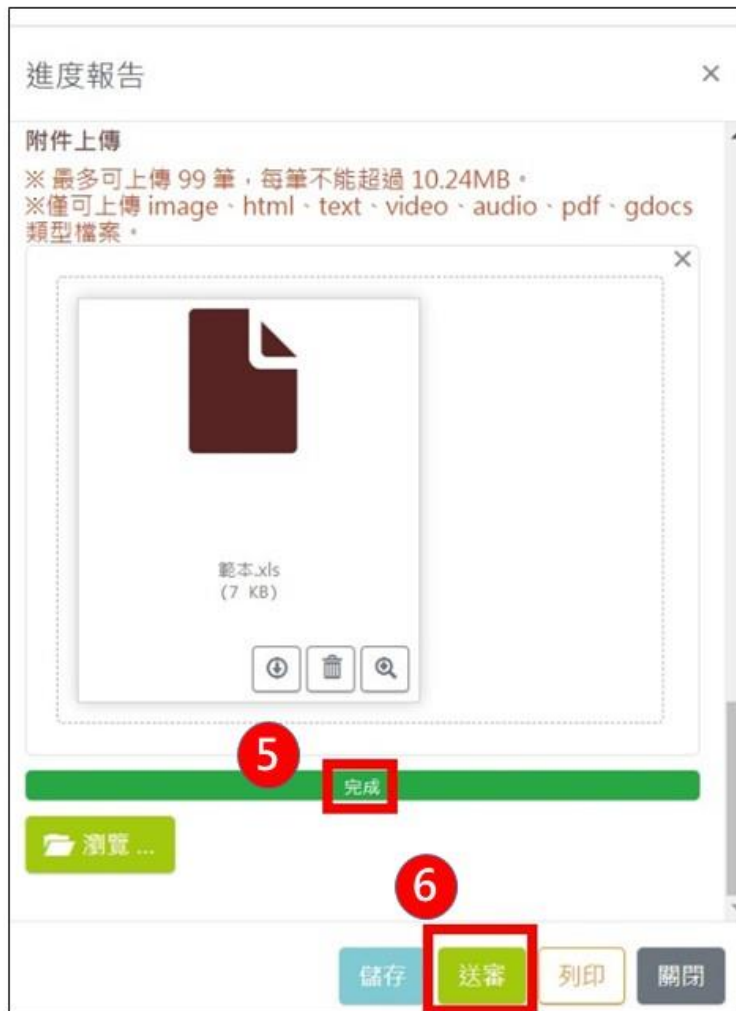 進度報告
×
附件上傳
※ 最多可上傳 99 筆，每筆不能超過 10.24MB。
※僅可上傳 image、html、text、video、audio、pdf、gdocs
類型檔案。
×
範本.xls
(7 KB)
5
完成
瀏覽 ...
6
儲存 送審 列印 關閉